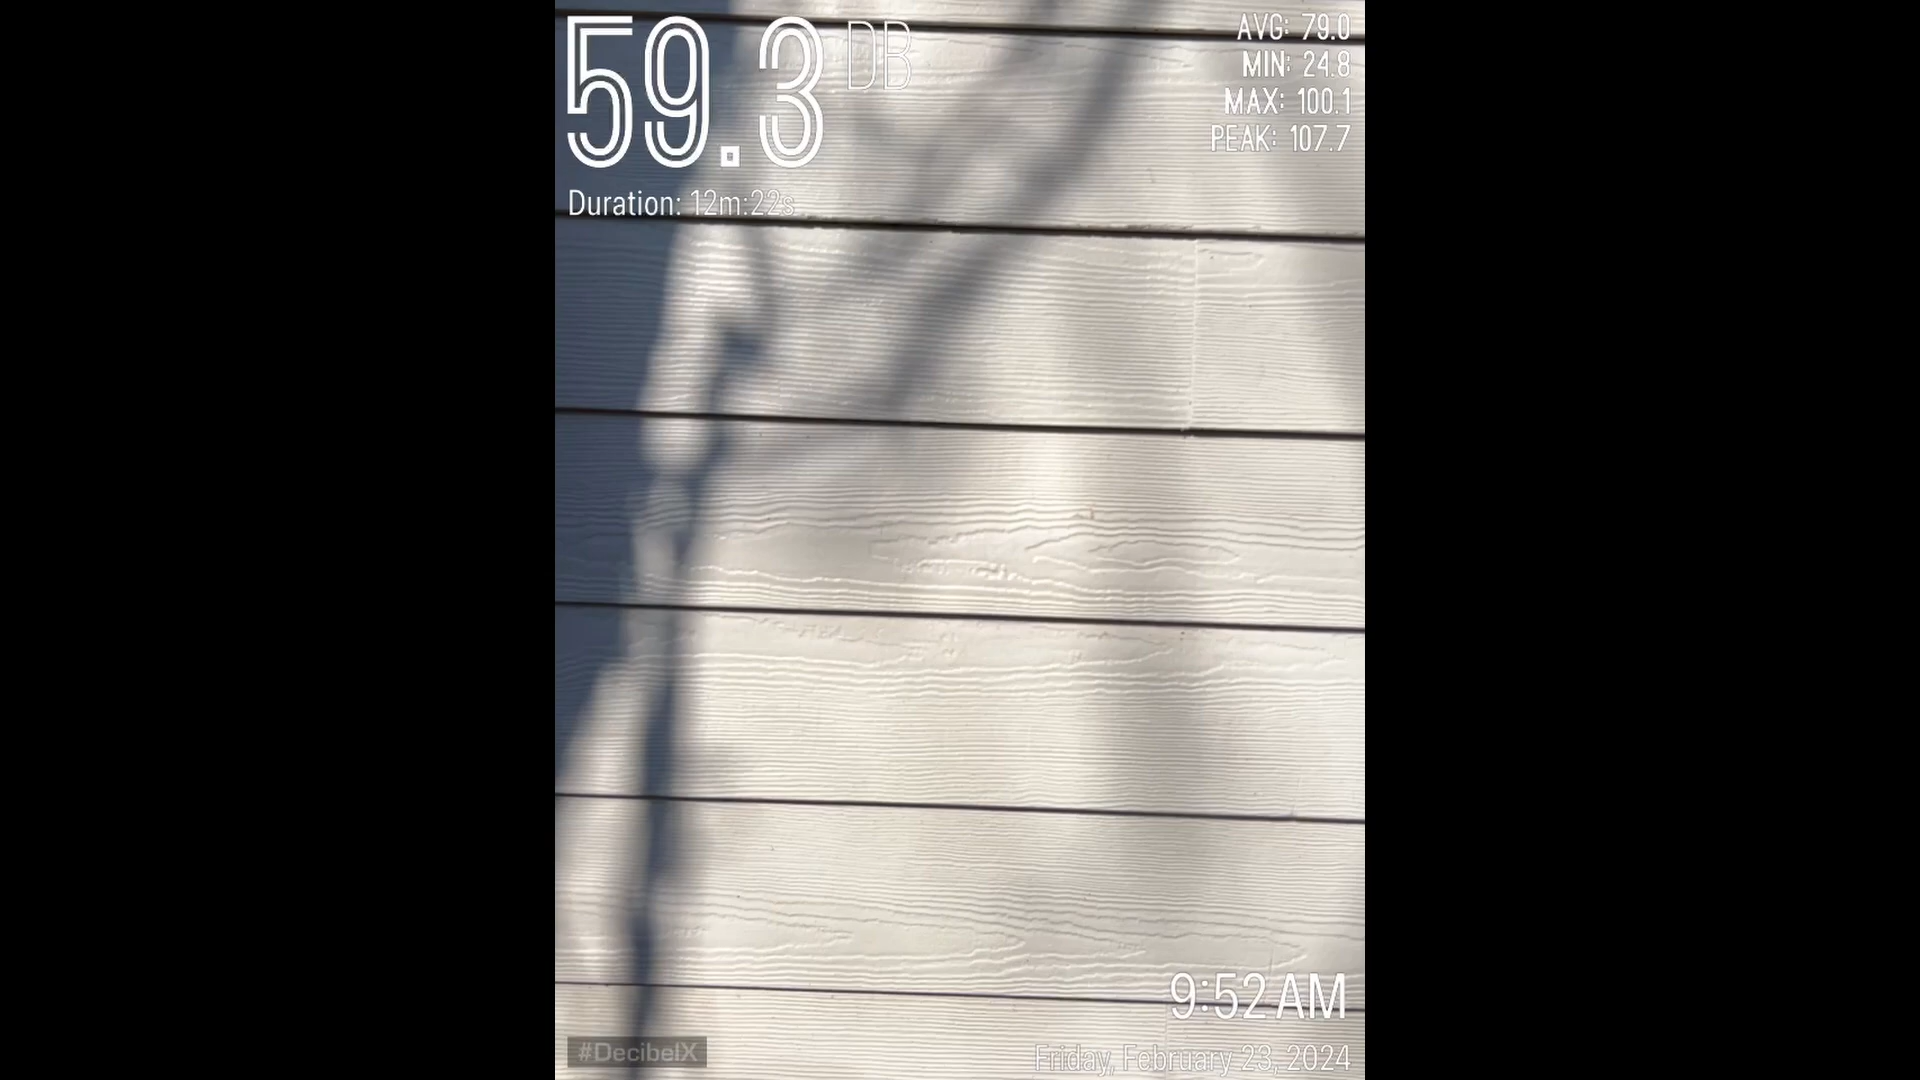 59.3 DB
Duration: 12m:22s
AVG: 79.0
MIN: 24.8
MAX: 100.1
PEAK: 107.7
9:52 AM
Friday, February 23, 2024
#DecibelX